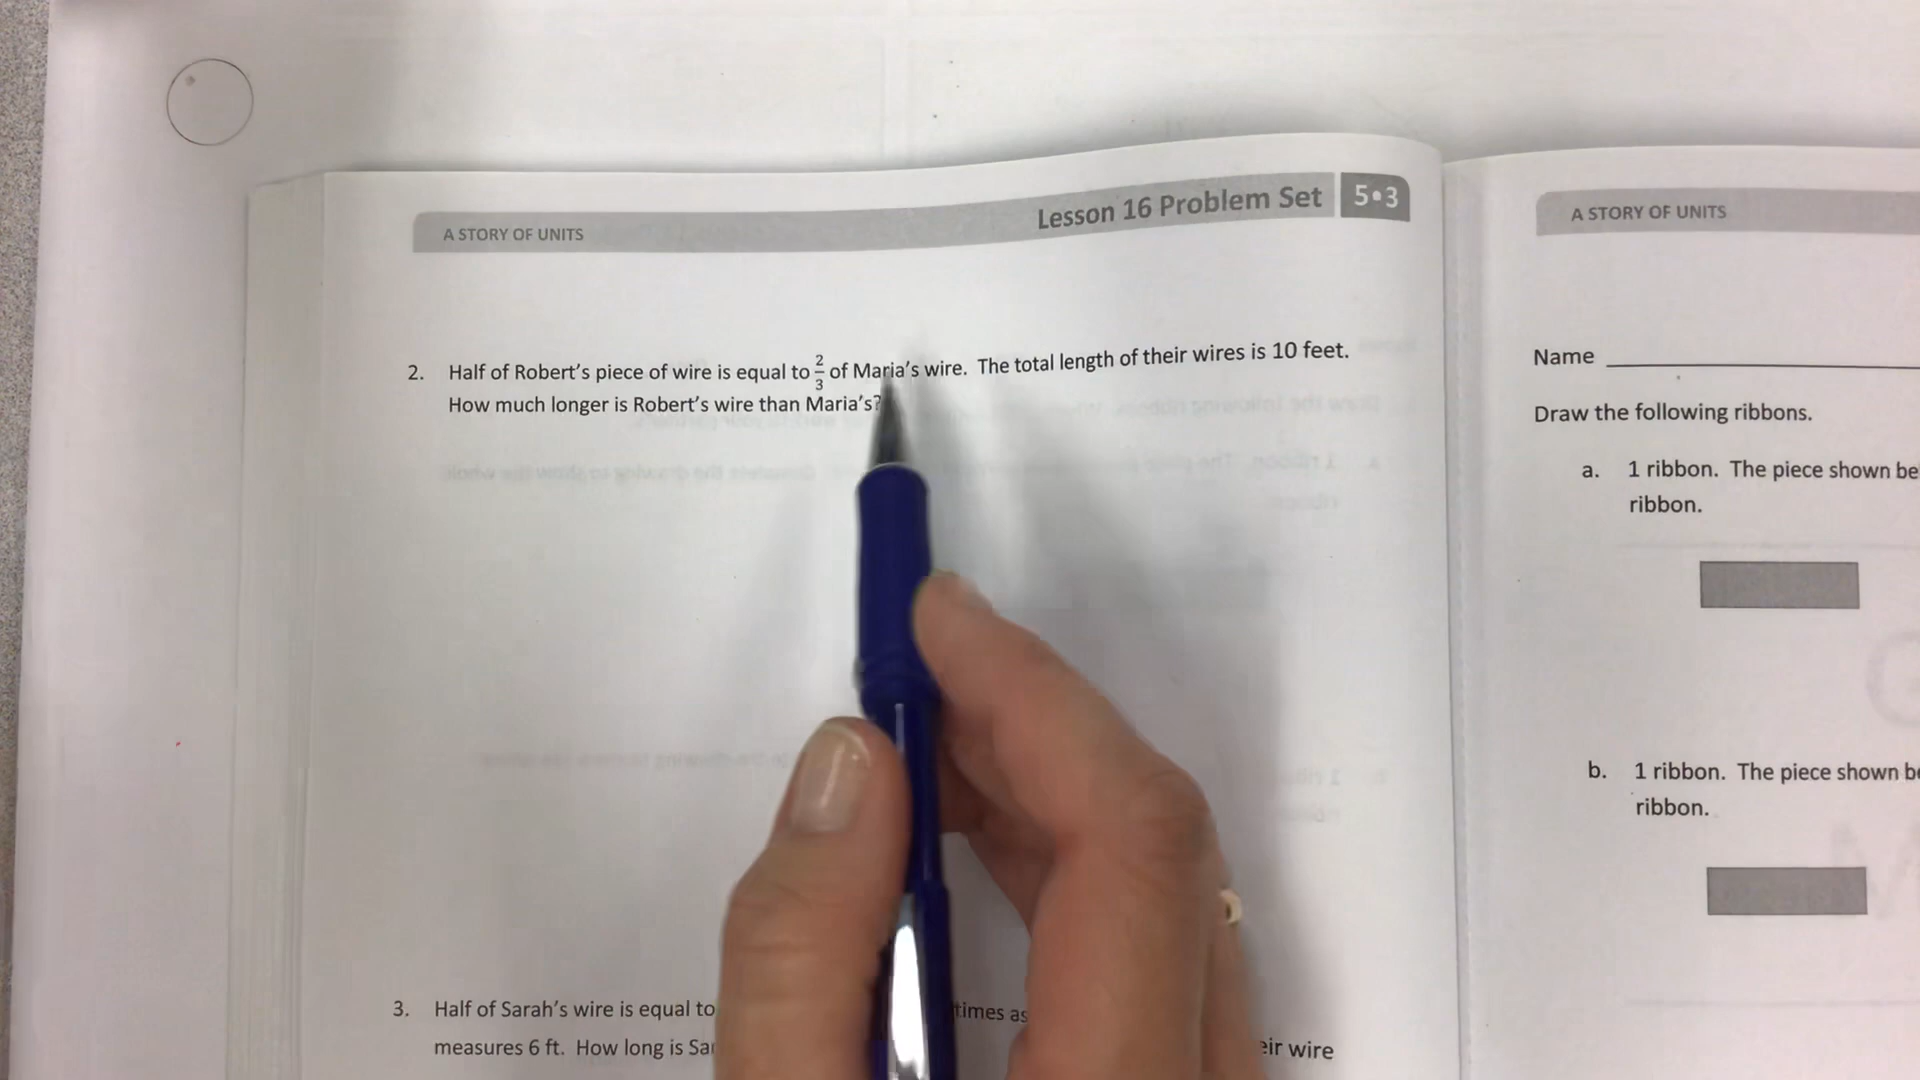 A STORY OF UNITS
Lesson 16 Problem Set 5•3
2. Half of Robert's piece of wire is equal to 2/3 of Maria's wire. The total length of their wires is 10 feet.
How much longer is Robert's wire than Maria's?
3. Half of Sarah's wire is equal to times as
measures 6 ft. How long is wire
A STORY OF UNITS
Name
Draw the following ribbons.
a. 1 ribbon. The piece shown
ribbon.
b. 1 ribbon. The piece shown
ribbon.